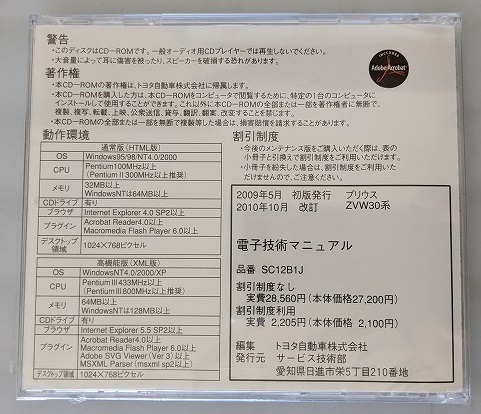 警告
・このディスクはCD-ROMです。一般オーディオ用CDプレイヤーでは再生しないでください。
・大音量によって耳に傷害を被ったり、スピーカーを破損する恐れがあります。
INCLUDES
Adobe Acrobat
著作権
・本CD-ROMの著作権は、トヨタ自動車株式会社に帰属します。
・本CD-ROMを購入した方は、本CD-ROMをコンピュータで閲覧するために、特定の1台のコンピュータに
インストールして使用することができます。これ以外に本CD-ROMの全部または一部を著作権者に無断で、
複製、複写、転載、上映、公衆送信、貸与、翻訳、翻案、改変することを禁じます。
・本CD-ROMの全部または一部を無断で複製等した場合は、損害賠償を請求することがあります。
動作環境
通常版(HTML版)
OS Windows95/98/NT4.0/2000
CPU Pentium100MHz以上
(PentiumⅡ300MHz以上推奨)
メモリ 32MB以上
WindowsNTは64MB以上
CDドライブ 有り
ブラウザ Internet Explorer 4.0 SP2以上
プラグイン Acrobat Reader4.0以上
Macromedia Flash Player 6.0以上
デスクトップ領域 1024×768ピクセル
高機能版(XML版)
OS WindowsNT4.0/2000/XP
CPU PentiumⅢ433MHz以上
(PentiumⅢ800MHz以上推奨)
メモリ 64MB以上
WindowsNTは128MB以上
CDドライブ 有り
ブラウザ Internet Explorer 5.5 SP2以上
プラグイン Acrobat Reader4.0以上
Macromedia Flash Player 6.0以上
Adobe SVG Viewer (Ver 3)以上
MSXML Parser (msxml sp2以上)
デスクトップ領域 1024×768ピクセル
割引制度
・今後のメンテナンス版をご購入いただく際は、表の
小冊子と引換えで割引制度をご利用いただけます。
・小冊子を紛失した場合は、割引制度をご利用いた
だけませんので、ご注意ください。
2009年5月 初版発行 プリウス
2010年10月 改訂 ZVW30系
電子技術マニュアル
品番 SC12B1J
割引制度なし
実費28,560円(本体価格27,200円)
割引制度利用
実費 2,205円(本体価格 2,100円)
編集 トヨタ自動車株式会社
発行元 サービス技術部
愛知県日進市栄5丁目210番地